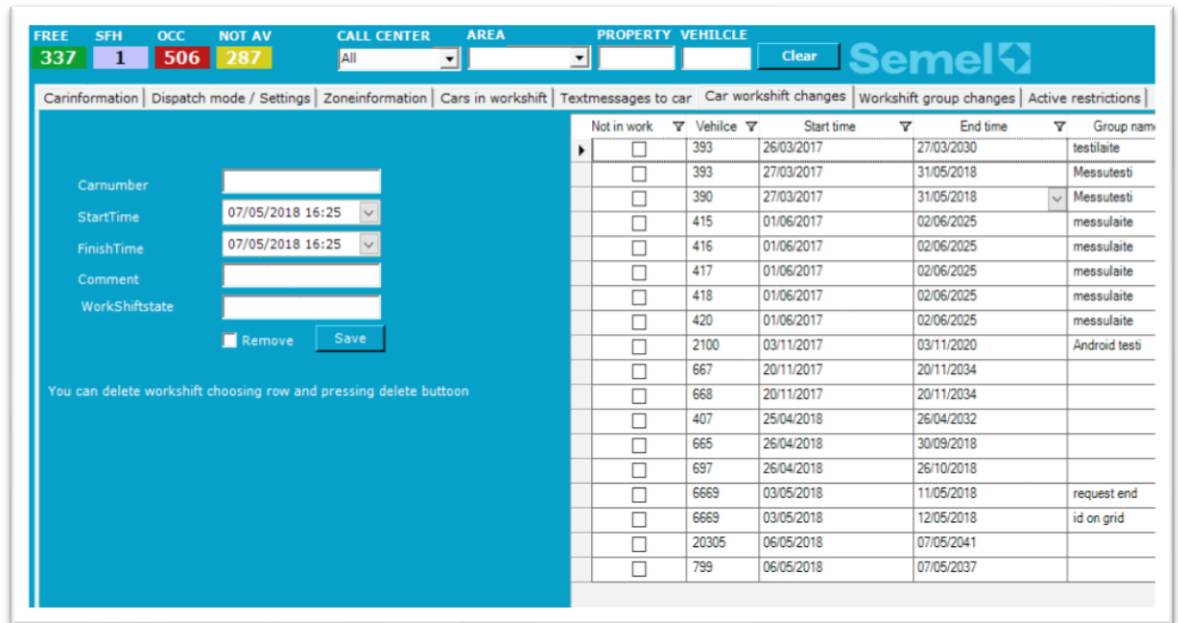 FREE SFH OCC NOT AV CALL CENTER AREA PROPERTY VEHILCLE
337 1 506 287 All Clear Semel
Carinformation Dispatch mode / Settings Zoneinformation Cars in workshift Textmessages to car Car workshift changes Workshift group changes Active restrictions
Not in work Vehilce Start time End time Group name
393 26/03/2017 27/03/2030 testilaite
393 27/03/2017 31/05/2018 Messutesti
390 27/03/2017 31/05/2018 Messutesti
415 01/06/2017 02/06/2025 messulaite
416 01/06/2017 02/06/2025 messulaite
417 01/06/2017 02/06/2025 messulaite
418 01/06/2017 02/06/2025 messulaite
420 01/06/2017 02/06/2025 messulaite
2100 03/11/2017 03/11/2020 Android testi
667 20/11/2017 20/11/2034
668 20/11/2017 20/11/2034
407 25/04/2018 26/04/2032
665 26/04/2018 30/09/2018
697 26/04/2018 26/10/2018
6669 03/05/2018 11/05/2018 request end
6669 03/05/2018 12/05/2018 id on grid
20305 06/05/2018 07/05/2041
799 06/05/2018 07/05/2037
Carnumber
StartTime 07/05/2018 16:25
FinishTime 07/05/2018 16:25
Comment
WorkShiftstate
Remove Save
You can delete workshift choosing row and pressing delete buttoon